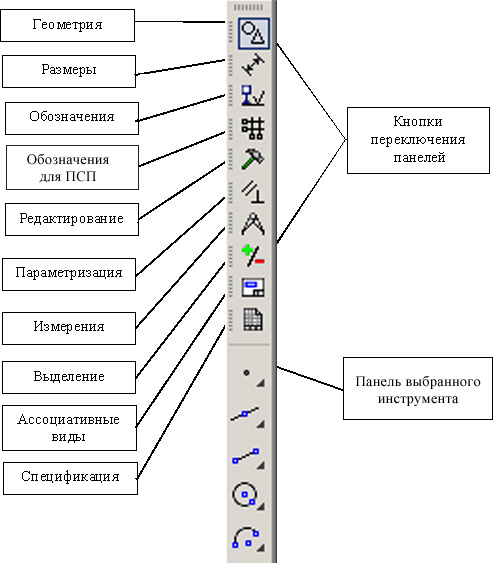 Геометрия
Размеры
Обозначения
Обозначения
для ПСП
Редактирование
Параметризация
Измерения
Выделение
Ассоциативные
виды
Спецификация
Кнопки
переключения
панелей
Панель выбранного
инструмента